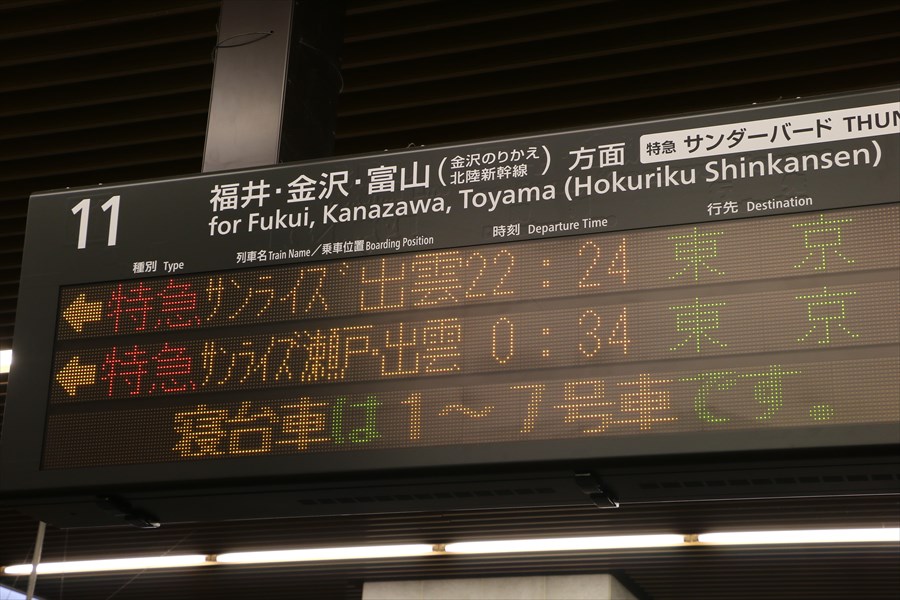 11
福井・金沢・富山(金沢のりかえ 北陸新幹線)方面 特急 サンダーバード THUN
for Fukui, Kanazawa, Toyama (Hokuriku Shinkansen)
種別 Type 列車名 Train Name/乗車位置 Boarding Position 時刻 Departure Time 行先 Destination
← 特急 サンライズ 出雲 22:24 東京
← 特急 サンライズ瀬戸・出雲 0:34 東京
寝台車は 1〜7号車です。